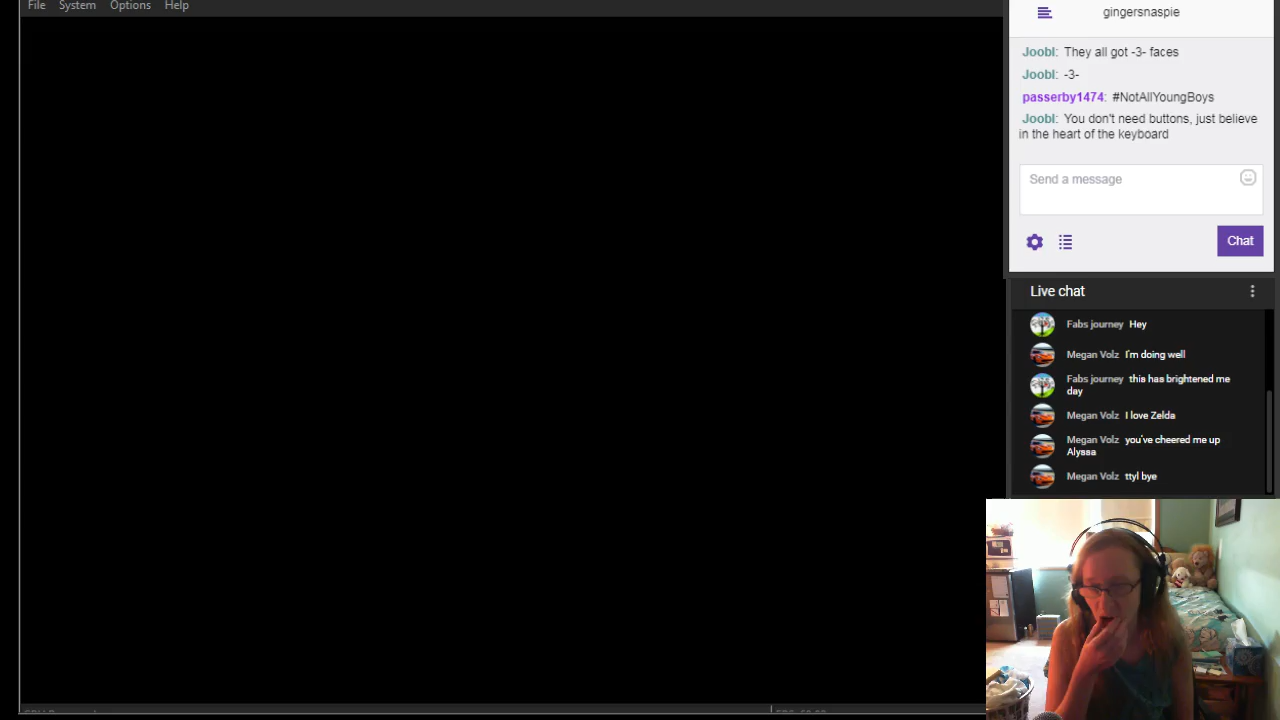 File System Options Help
gingersnaspie
Joobl: They all got -3- faces
Joobl: -3-
passerby1474: #NotAllYoungBoys
Joobl: You don't need buttons, just believe
in the heart of the keyboard
Send a message
Chat
Live chat
Fabs journey Hey
Megan Volz I'm doing well
Fabs journey this has brightened me
day
Megan Volz I love Zelda
Megan Volz you've cheered me up
Alyssa
Megan Volz ttyl bye